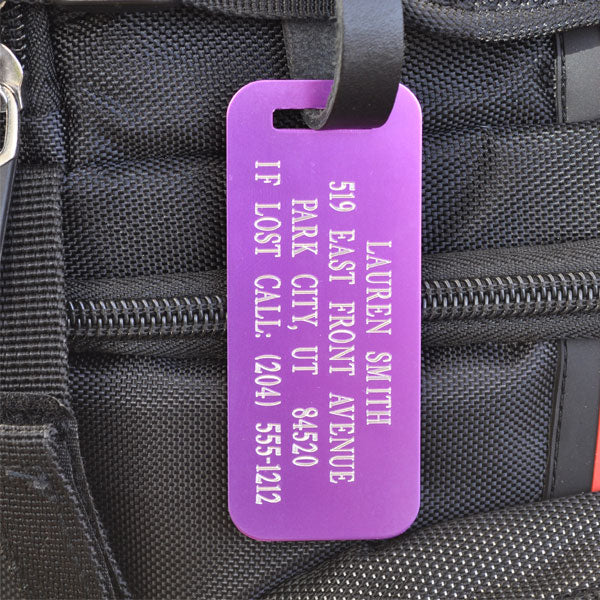 LAUREN SMITH
519 EAST FRONT AVENUE
PARK CITY, UT 84520
IF LOST CALL: (204) 555-1212